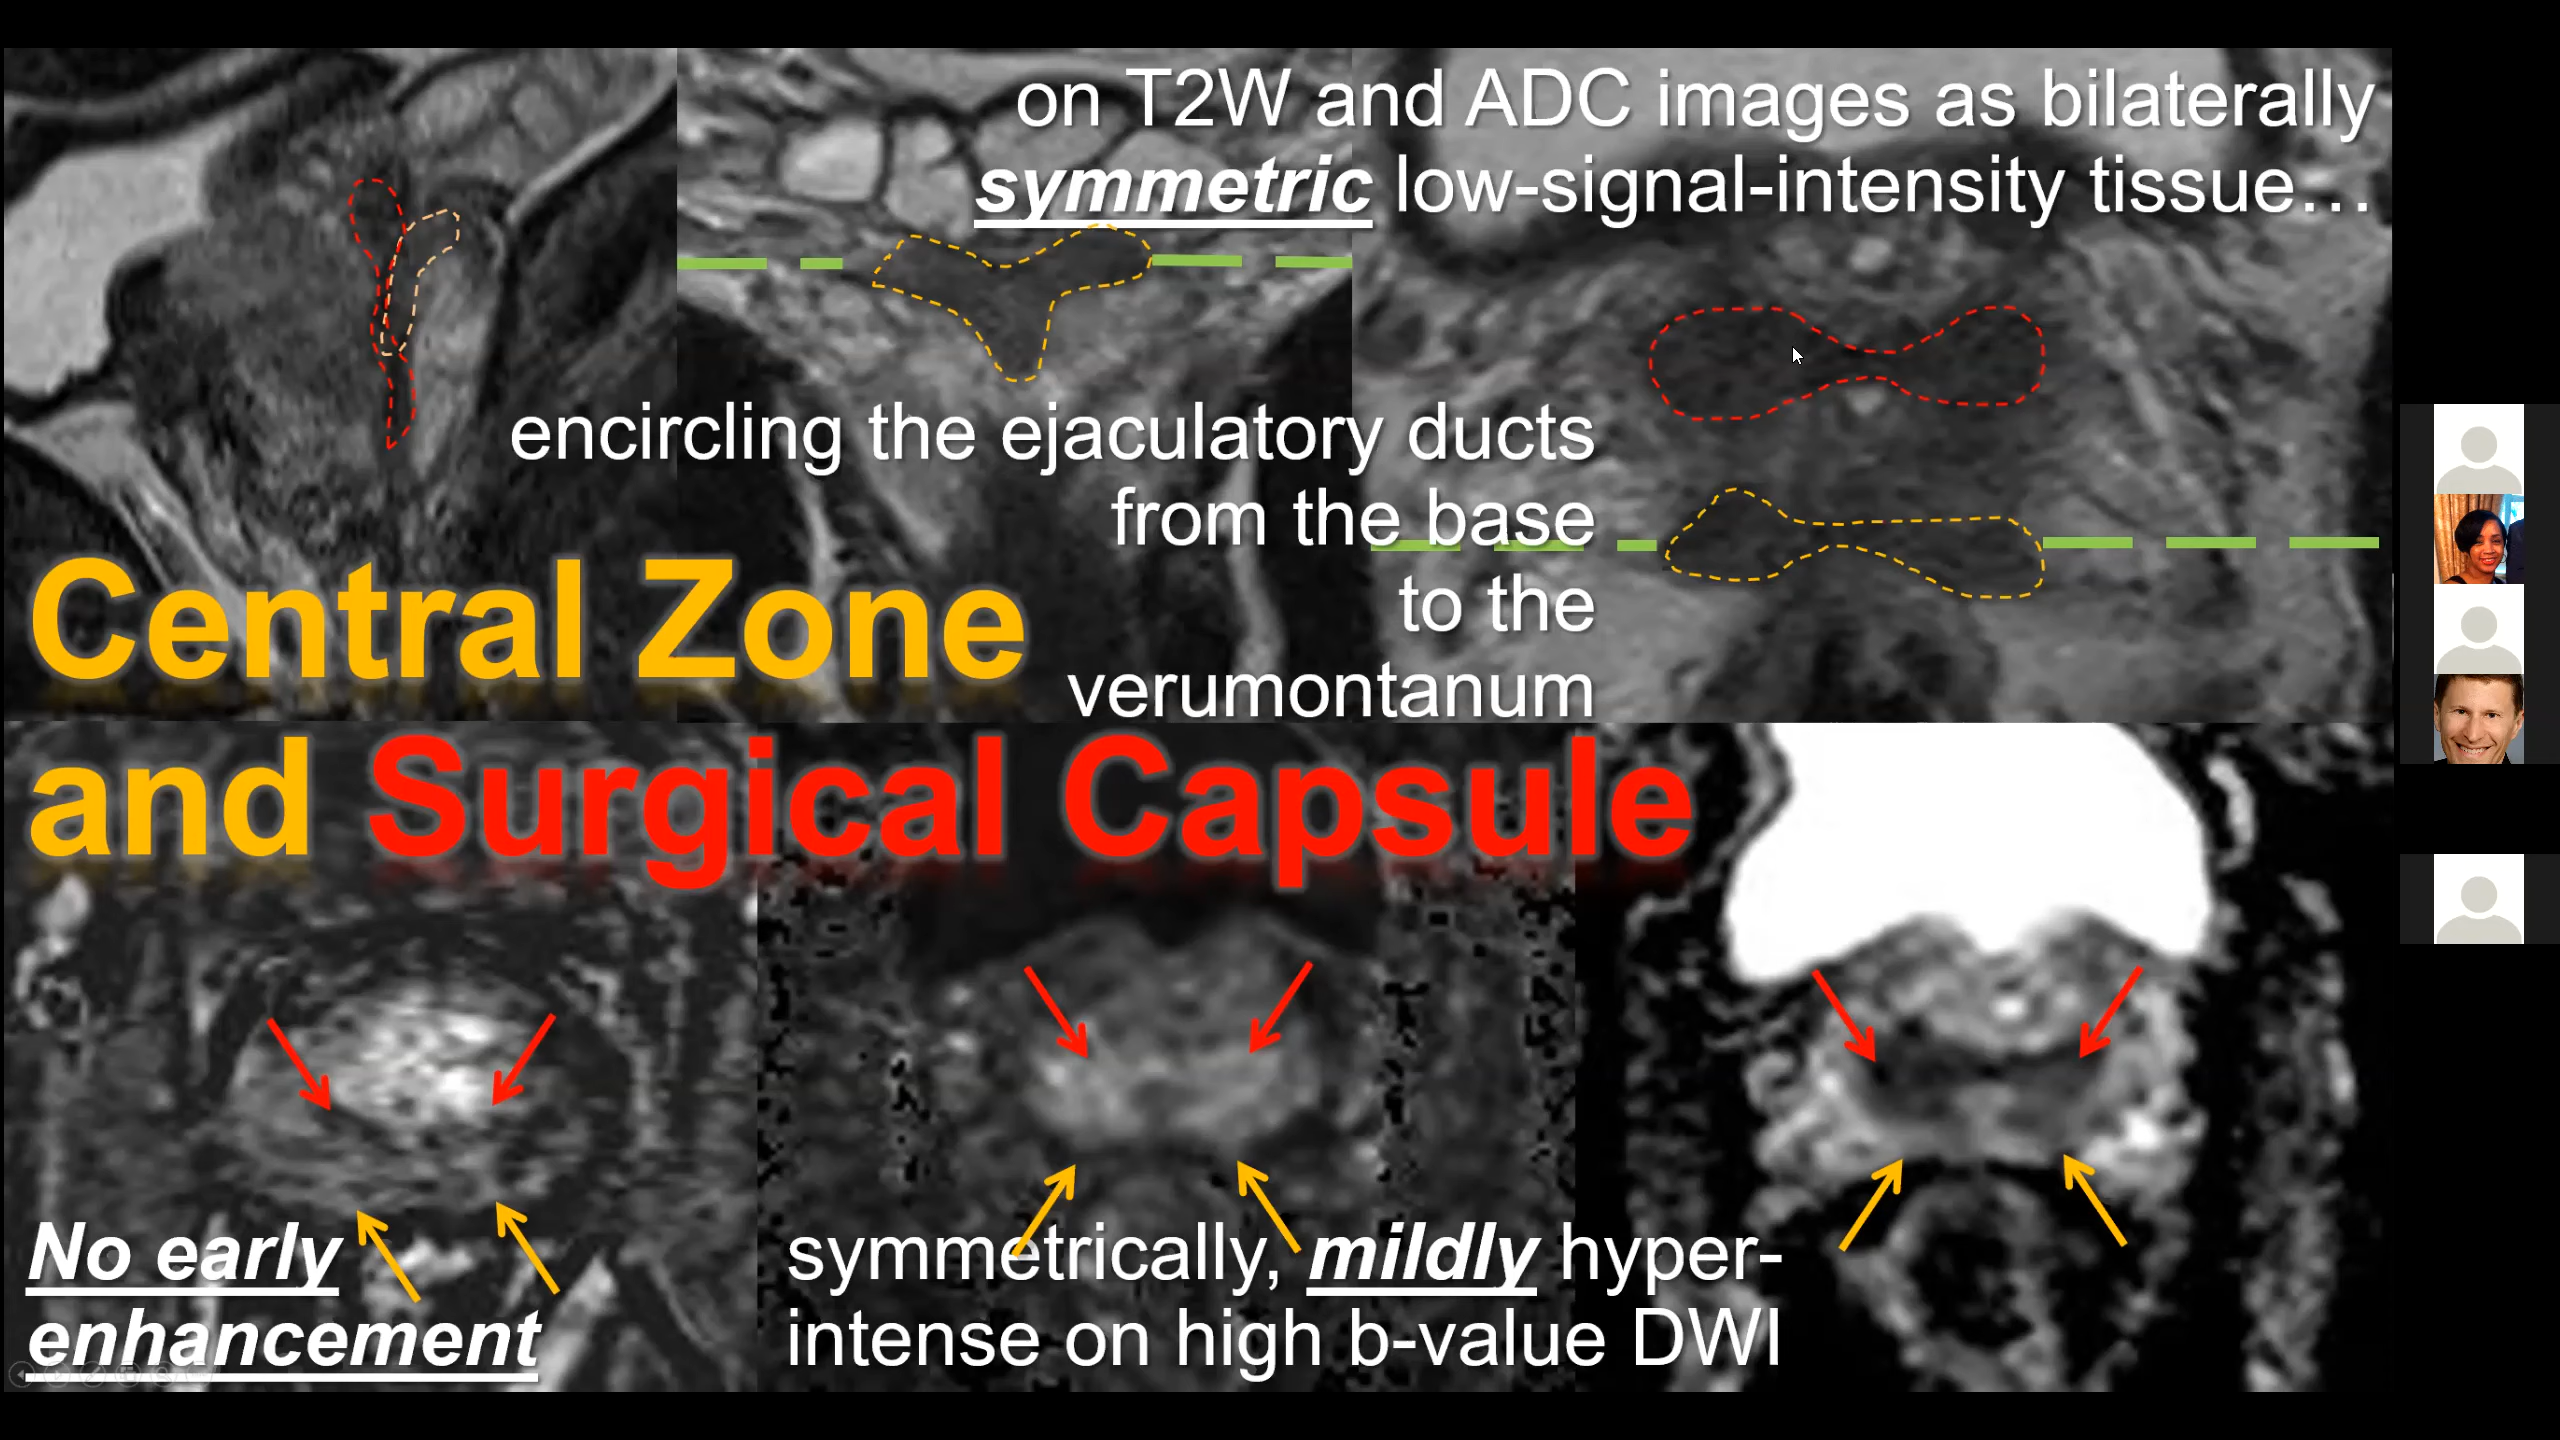 on T2W and ADC images as bilaterally
symmetric low-signal-intensity tissue…
encircling the ejaculatory ducts
from the base
to the
verumontanum
Central Zone
and Surgical Capsule
No early
enhancement
symmetrically, mildly hyper-
intense on high b-value DWI